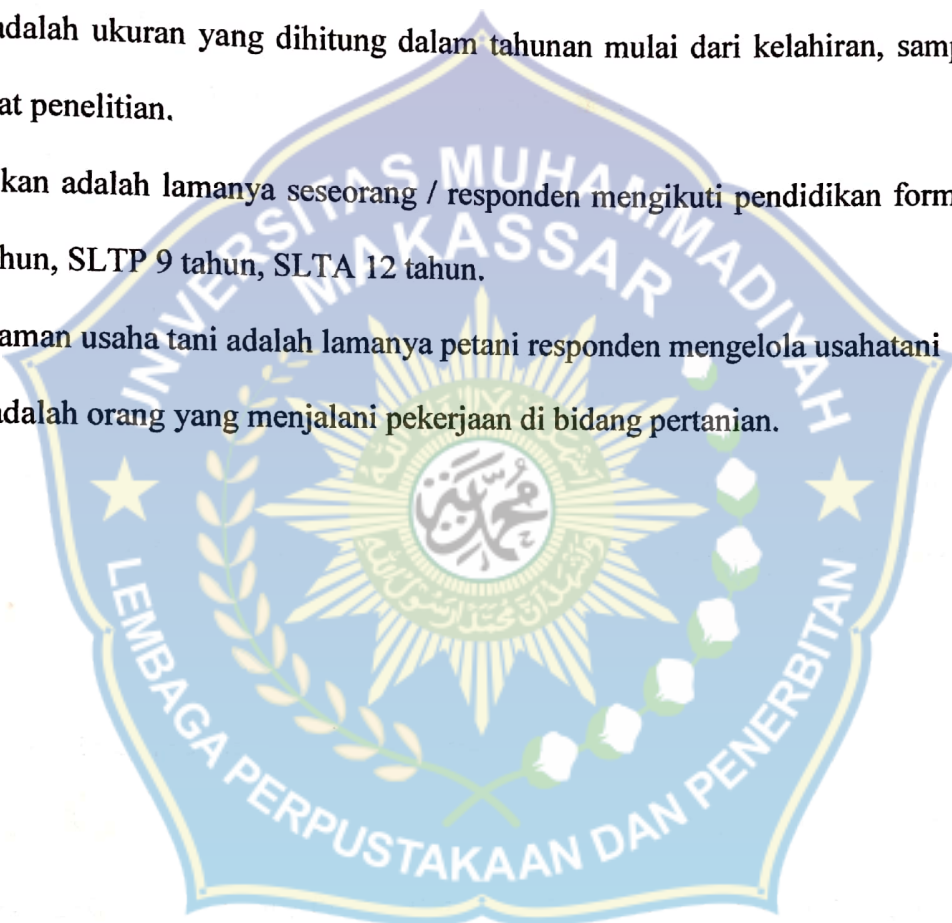 adalah ukuran yang dihitung dalam tahunan mulai dari kelahiran, samp
at penelitian.
kan adalah lamanya seseorang / responden mengikuti pendidikan form
hun, SLTP 9 tahun, SLTA 12 tahun.
aman usaha tani adalah lamanya petani responden mengelola usahatani
adalah orang yang menjalani pekerjaan di bidang pertanian.
UNIVERSITAS MUHAMMADIYAH
MAKASSAR
LEMBAGA PERPUSTAKAAN DAN PENERBITAN